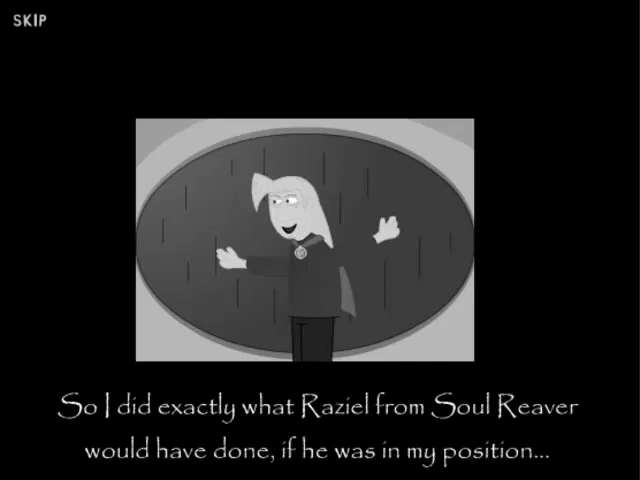 SKIP
So I did exactly what Raziel from Soul Reaver
would have done, if he was in my position...